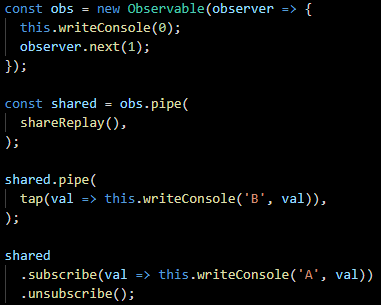 const obs = new Observable(observer => {
  this.writeConsole(0);
  observer.next(1);
});

const shared = obs.pipe(
  shareReplay(),
);

shared.pipe(
  tap(val => this.writeConsole('B', val)),
);

shared
  .subscribe(val => this.writeConsole('A', val))
  .unsubscribe();